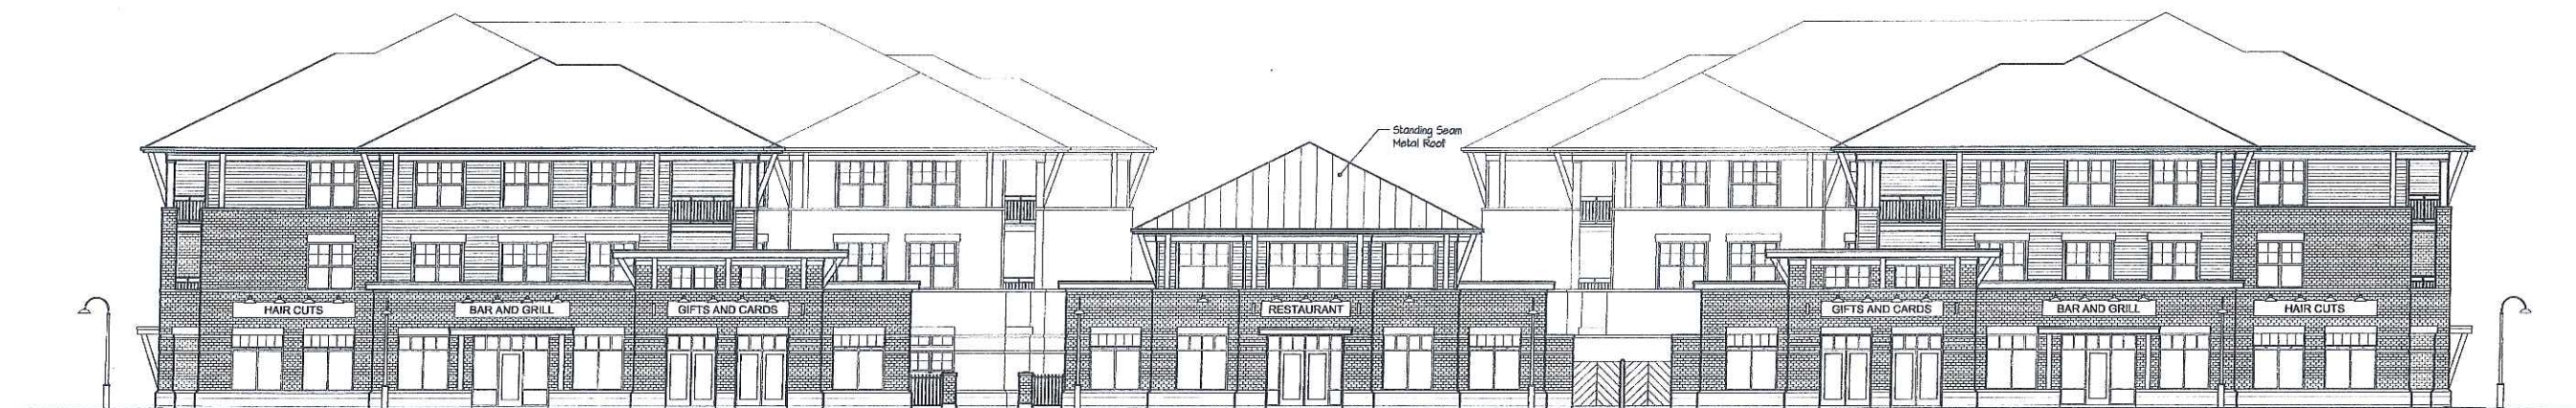 Standing Seam
Metal Roof
HAIR CUTS
BAR AND GRILL
GIFTS AND CARDS
RESTAURANT
GIFTS AND CARDS
BAR AND GRILL
HAIR CUTS